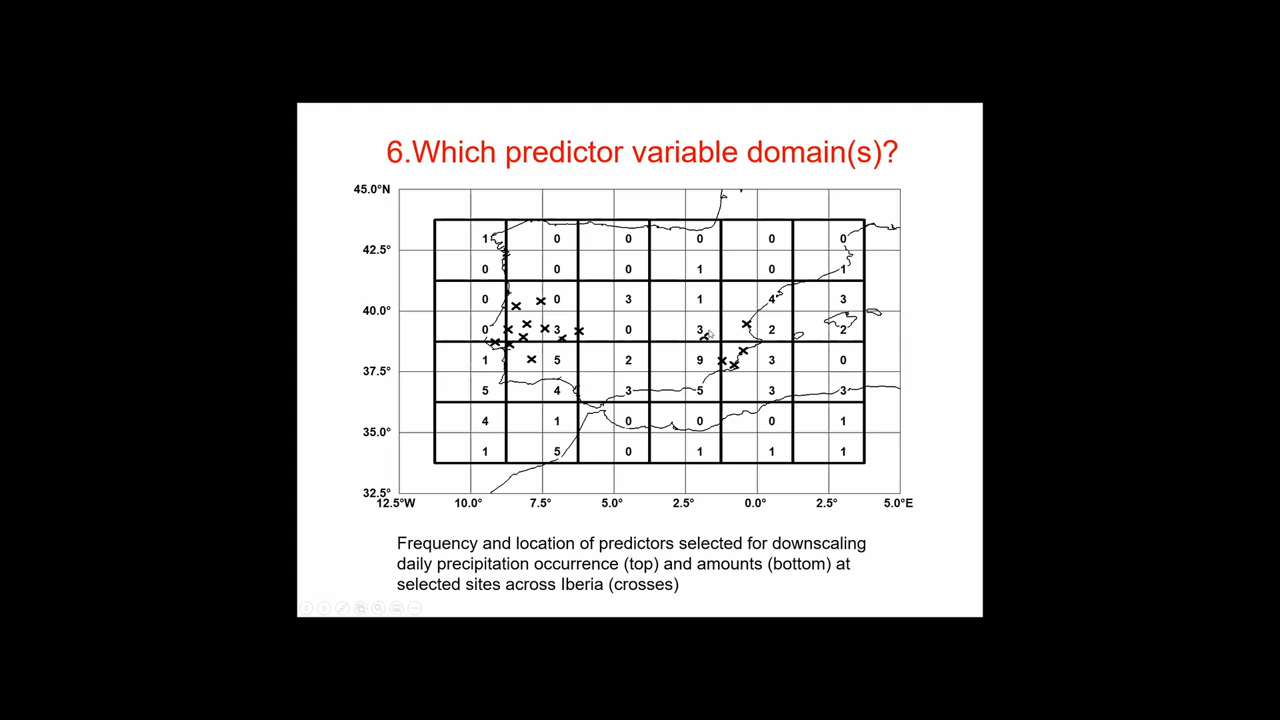 6.Which predictor variable domain(s)?
45.0°N
1 0 0 0 0 0
42.5°
0 0 0 1 0 1
0 0 3 1 4 3
40.0°
0 3 0 3 2 2
1 5 2 9 3 0
37.5°
5 4 3 5 3 3
4 1 0 0 0 1
35.0°
1 5 0 1 1 1
32.5°
12.5°W 10.0° 7.5° 5.0° 2.5° 0.0° 2.5° 5.0°E
Frequency and location of predictors selected for downscaling
daily precipitation occurrence (top) and amounts (bottom) at
selected sites across Iberia (crosses)